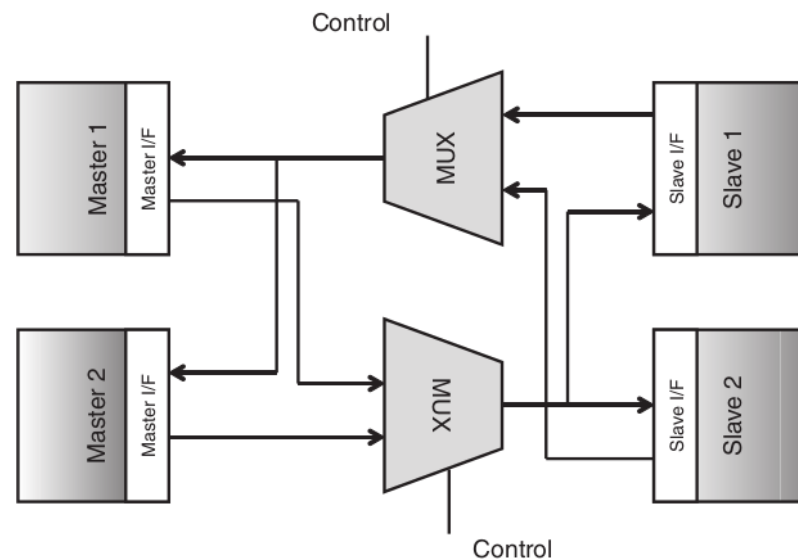 Control
Master 1
Master I/F
MUX
Slave I/F
Slave 1
Master 2
Master I/F
MUX
Slave I/F
Slave 2
Control